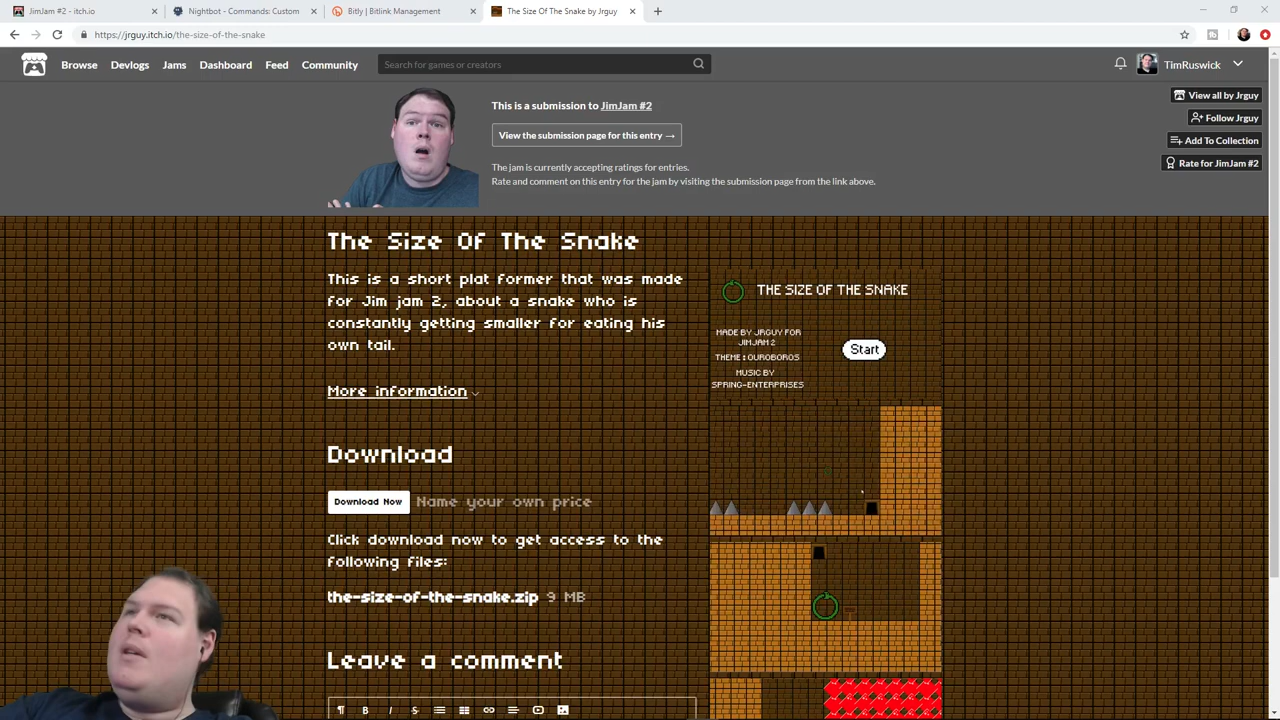 JimJam #2 - itch.io
Nightbot - Commands: Custom
Bitly | Bitlink Management
The Size Of The Snake by Jrguy
https://jrguy.itch.io/the-size-of-the-snake
Browse Devlogs Jams Dashboard Feed Community
Search for games or creators
TimRuswick
This is a submission to JimJam #2
View the submission page for this entry →
The jam is currently accepting ratings for entries.
Rate and comment on this entry for the jam by visiting the submission page from the link above.
View all by Jrguy
Follow Jrguy
Add To Collection
Rate for JimJam #2
The Size Of The Snake
This is a short plat former that was made
for Jim jam 2, about a snake who is
constantly getting smaller for eating his
own tail.
More information
Download
Download Now Name your own price
Click download now to get access to the
following files:
the-size-of-the-snake.zip 9 MB
Leave a comment
THE SIZE OF THE SNAKE
MADE BY JRGUY FOR
JIMJAM 2
THEME : OUROBOROS
MUSIC BY
SPRING-ENTERPRISES
Start